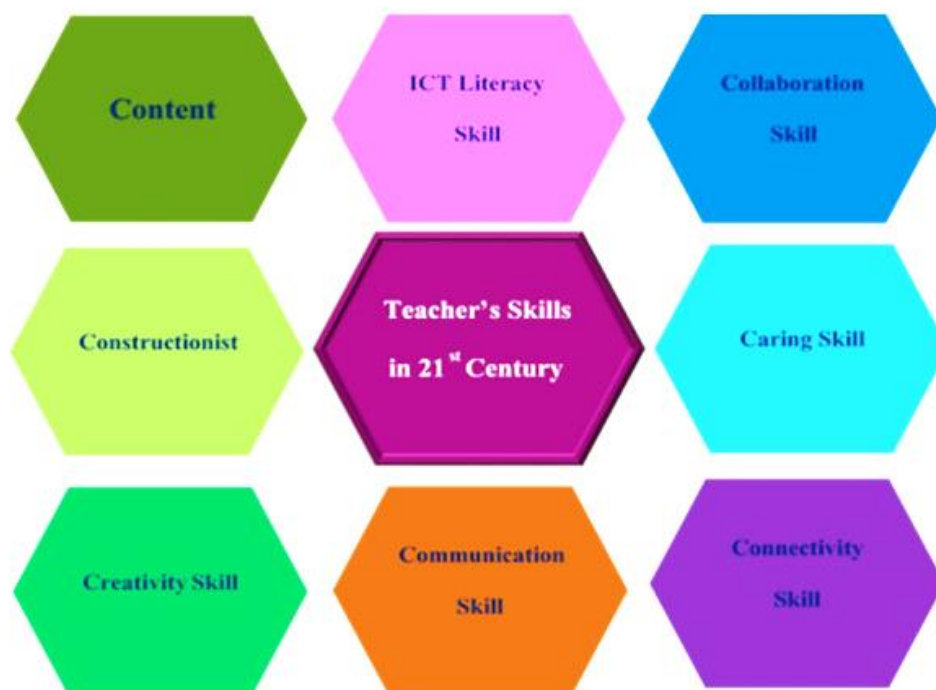 Content
ICT Literacy
Skill
Collaboration
Skill
Constructionist
Teacher’s Skills
in 21st Century
Caring Skill
Creativity Skill
Communication
Skill
Connectivity
Skill